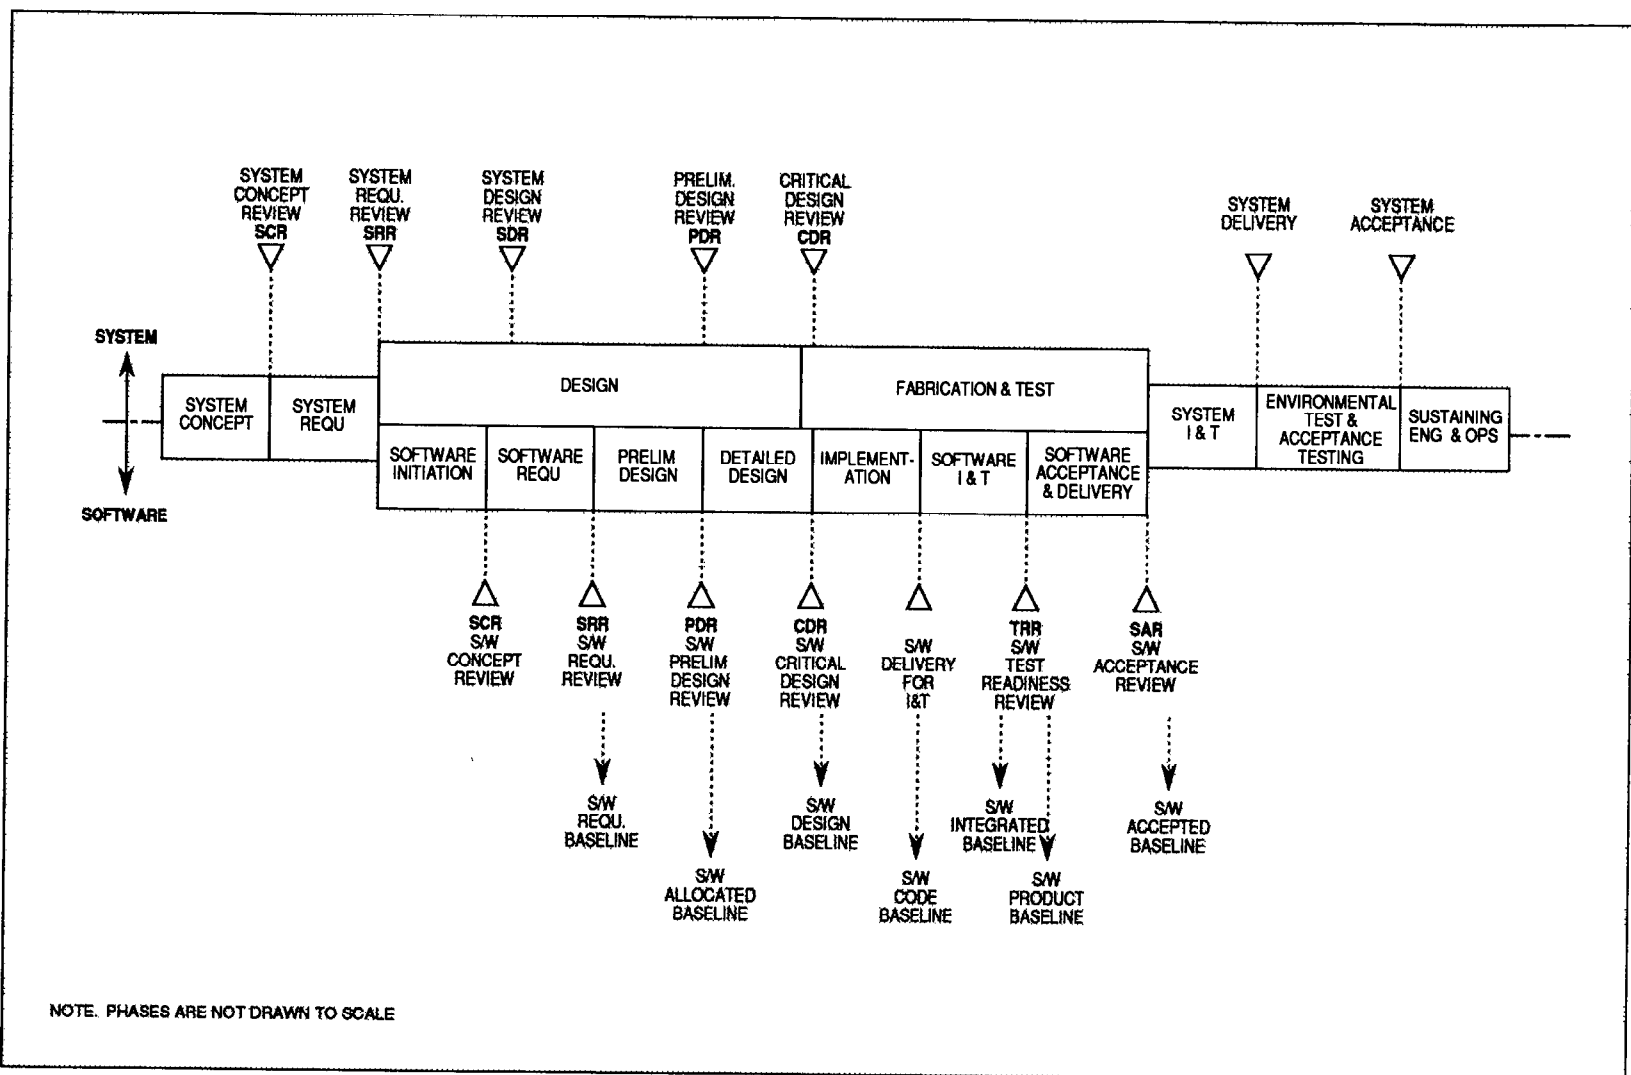 SYSTEM
CONCEPT
REVIEW
SCR
SYSTEM
REQU.
REVIEW
SRR
SYSTEM
DESIGN
REVIEW
SDR
PRELIM.
DESIGN
REVIEW
PDR
CRITICAL
DESIGN
REVIEW
CDR
SYSTEM
DELIVERY
SYSTEM
ACCEPTANCE
SYSTEM
SOFTWARE
SYSTEM
CONCEPT
SYSTEM
REQU
DESIGN
FABRICATION & TEST
SYSTEM
I & T
ENVIRONMENTAL
TEST &
ACCEPTANCE
TESTING
SUSTAINING
ENG & OPS
SOFTWARE
INITIATION
SOFTWARE
REQU
PRELIM
DESIGN
DETAILED
DESIGN
IMPLEMENT-
ATION
SOFTWARE
I & T
SOFTWARE
ACCEPTANCE
& DELIVERY
SCR
S/W
CONCEPT
REVIEW
SRR
S/W
REQU.
REVIEW
PDR
S/W
PRELIM
DESIGN
REVIEW
CDR
S/W
CRITICAL
DESIGN
REVIEW
S/W
DELIVERY
FOR
I&T
TRR
S/W
TEST
READINESS
REVIEW
SAR
S/W
ACCEPTANCE
REVIEW
S/W
REQU.
BASELINE
S/W
ALLOCATED
BASELINE
S/W
DESIGN
BASELINE
S/W
CODE
BASELINE
S/W
INTEGRATED
BASELINE
S/W
PRODUCT
BASELINE
S/W
ACCEPTED
BASELINE
NOTE. PHASES ARE NOT DRAWN TO SCALE